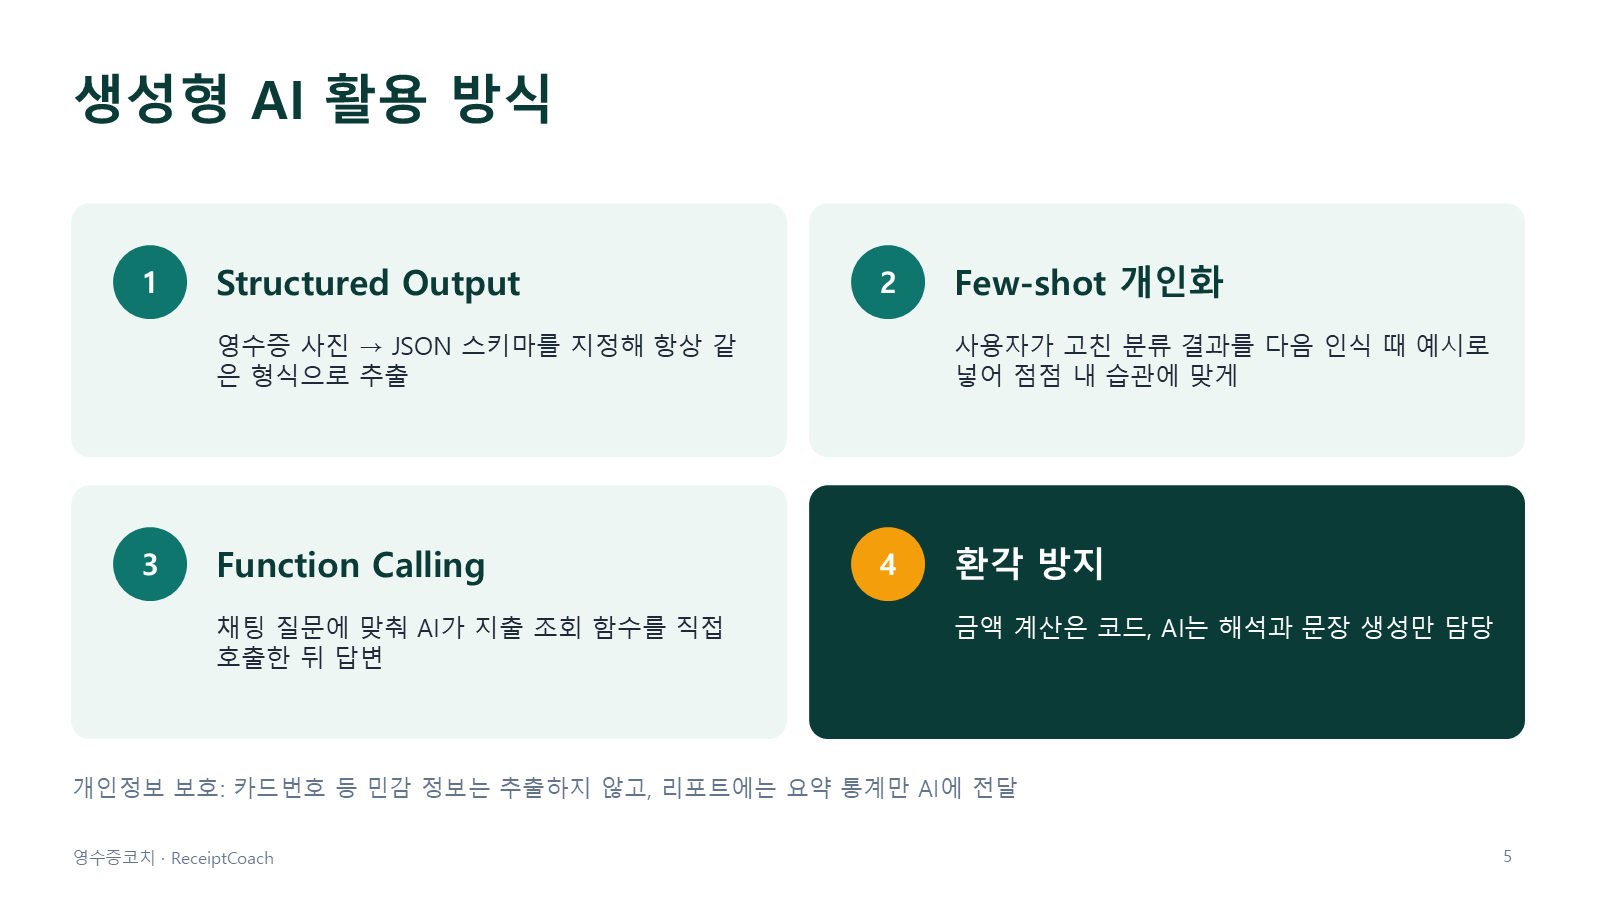 생성형 AI 활용 방식
1
Structured Output
영수증 사진 → JSON 스키마를 지정해 항상 같
은 형식으로 추출
2
Few-shot 개인화
사용자가 고친 분류 결과를 다음 인식 때 예시로
넣어 점점 내 습관에 맞게
3
Function Calling
채팅 질문에 맞춰 AI가 지출 조회 함수를 직접
호출한 뒤 답변
4
환각 방지
금액 계산은 코드, AI는 해석과 문장 생성만 담당
개인정보 보호: 카드번호 등 민감 정보는 추출하지 않고, 리포트에는 요약 통계만 AI에 전달
영수증코치 · ReceiptCoach
5